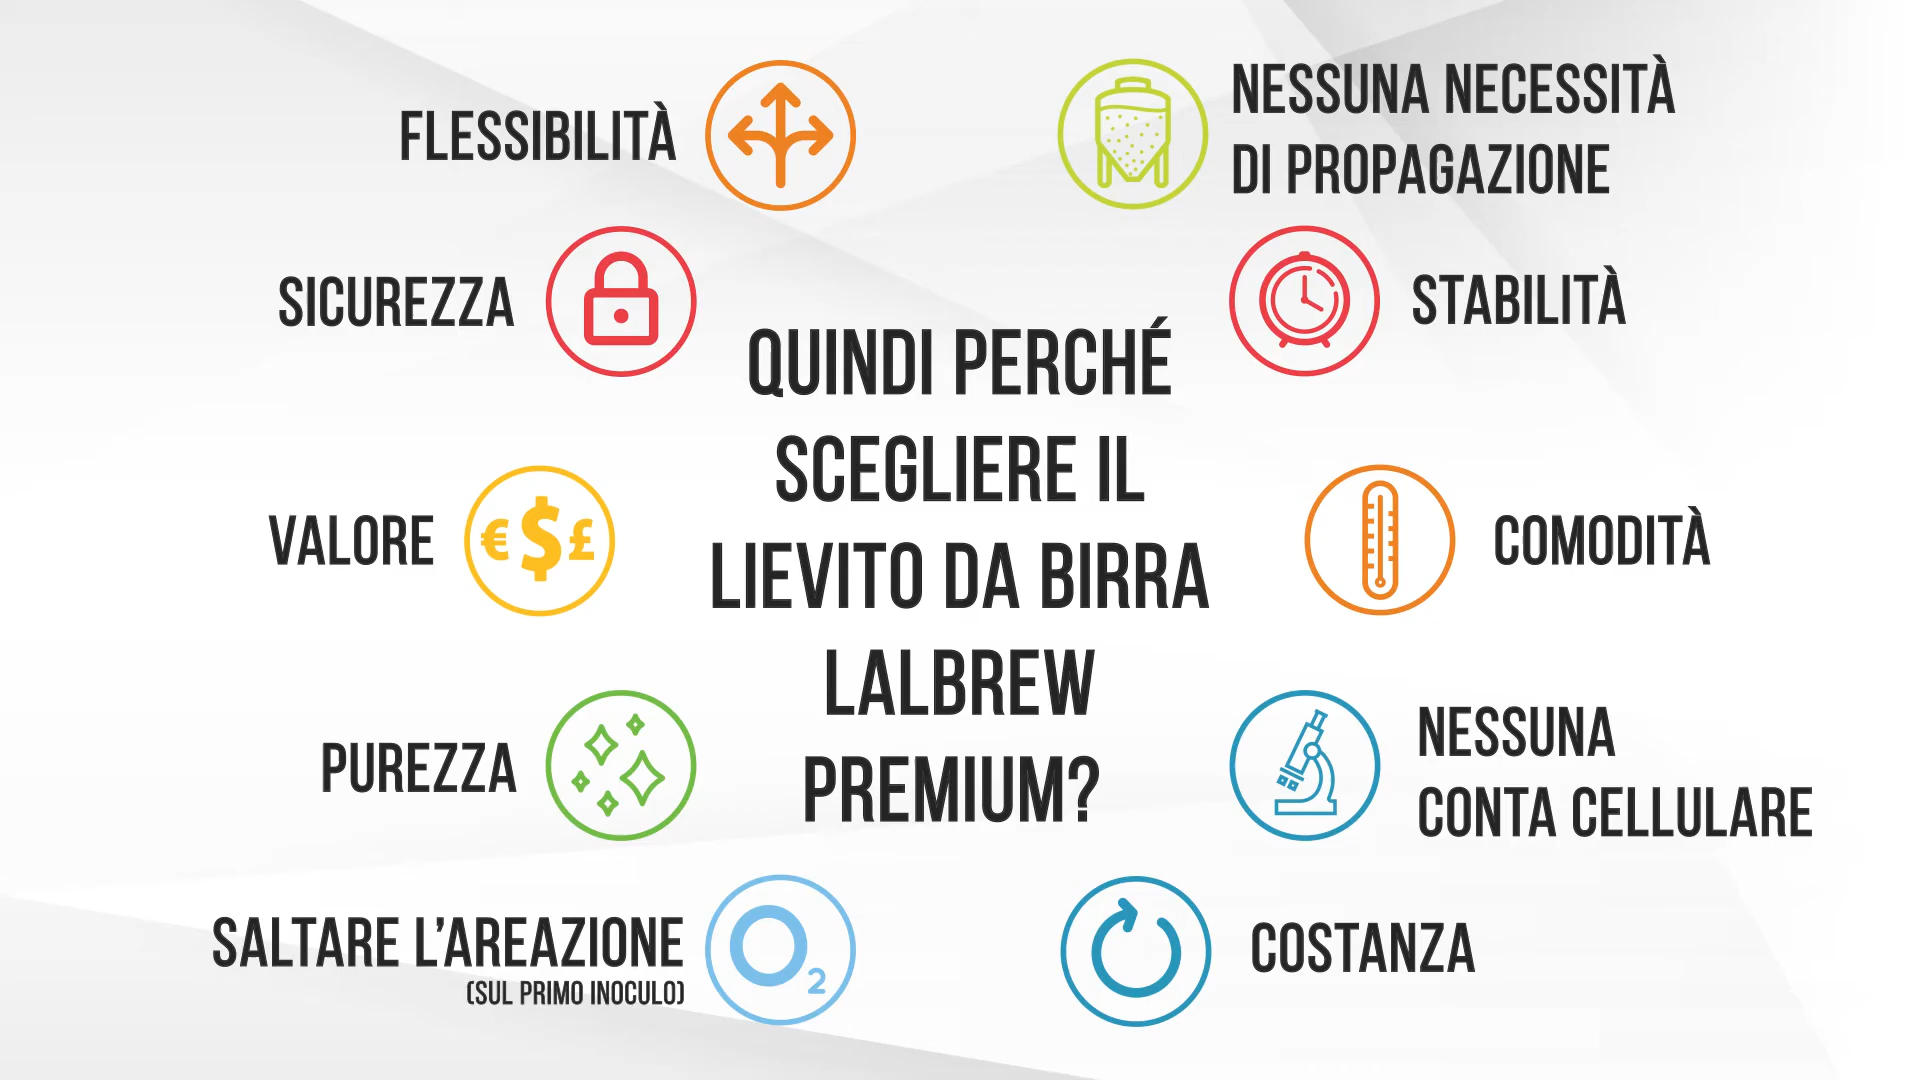 FLESSIBILITÀ
SICUREZZA
VALORE
€$£
PUREZZA
SALTARE L'AREAZIONE
(SUL PRIMO INOCULO)
O2
QUINDI PERCHÉ
SCEGLIERE IL
LIEVITO DA BIRRA
LALBREW
PREMIUM?
NESSUNA NECESSITÀ
DI PROPAGAZIONE
STABILITÀ
COMODITÀ
NESSUNA
CONTA CELLULARE
COSTANZA